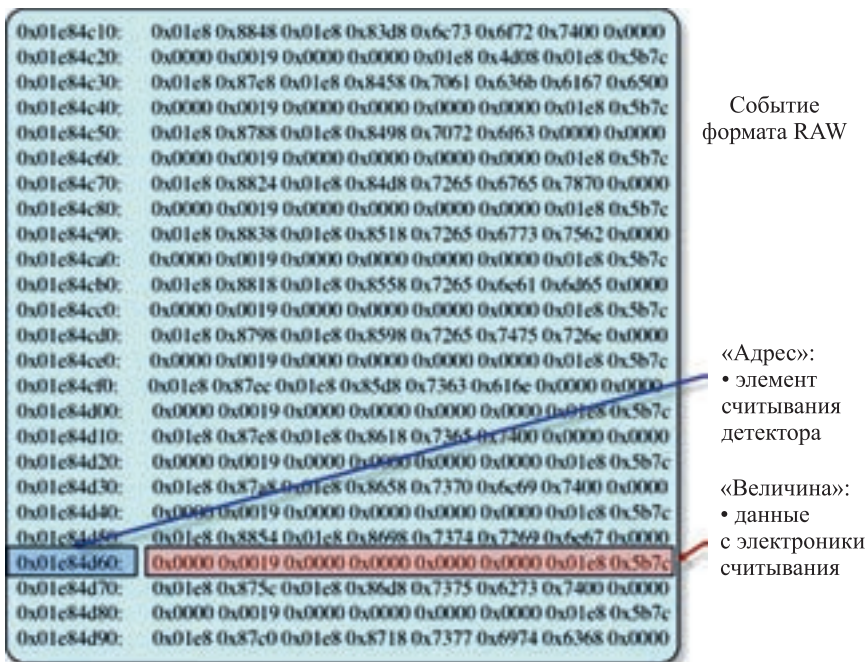 0x01e84c10: 0x01e8 0x8848 0x01e8 0x83d8 0x6c73 0x6f72 0x7400 0x0000
0x01e84c20: 0x0000 0x0019 0x0000 0x0000 0x01e8 0x4d08 0x01e8 0x5b7c
0x01e84c30: 0x01e8 0x87e8 0x01e8 0x8458 0x7061 0x636b 0x6167 0x6500
0x01e84c40: 0x0000 0x0019 0x0000 0x0000 0x0000 0x0000 0x01e8 0x5b7c
0x01e84c50: 0x01e8 0x8788 0x01e8 0x8498 0x7072 0x6f63 0x0000 0x0000
0x01e84c60: 0x0000 0x0019 0x0000 0x0000 0x0000 0x0000 0x01e8 0x5b7c
0x01e84c70: 0x01e8 0x8824 0x01e8 0x84d8 0x7265 0x6765 0x7870 0x0000
0x01e84c80: 0x0000 0x0019 0x0000 0x0000 0x0000 0x0000 0x01e8 0x5b7c
0x01e84c90: 0x01e8 0x8838 0x01e8 0x8518 0x7265 0x6773 0x7562 0x0000
0x01e84ca0: 0x0000 0x0019 0x0000 0x0000 0x0000 0x0000 0x01e8 0x5b7c
0x01e84cb0: 0x01e8 0x8818 0x01e8 0x8558 0x7265 0x6e61 0x6d65 0x0000
0x01e84cc0: 0x0000 0x0019 0x0000 0x0000 0x0000 0x0000 0x01e8 0x5b7c
0x01e84cd0: 0x01e8 0x8798 0x01e8 0x8598 0x7265 0x7475 0x726e 0x0000
0x01e84ce0: 0x0000 0x0019 0x0000 0x0000 0x0000 0x0000 0x01e8 0x5b7c
0x01e84cf0: 0x01e8 0x87ec 0x01e8 0x85d8 0x7363 0x616e 0x0000 0x0000
0x01e84d00: 0x0000 0x0019 0x0000 0x0000 0x0000 0x0000 0x01e8 0x5b7c
0x01e84d10: 0x01e8 0x87e8 0x01e8 0x8618 0x7365 0x7400 0x0000 0x0000
0x01e84d20: 0x0000 0x0019 0x0000 0x0000 0x0000 0x0000 0x01e8 0x5b7c
0x01e84d30: 0x01e8 0x87a8 0x01e8 0x8658 0x7370 0x6c69 0x7400 0x0000
0x01e84d40: 0x0000 0x0019 0x0000 0x0000 0x0000 0x0000 0x01e8 0x5b7c
0x01e84d50: 0x01e8 0x8854 0x01e8 0x8698 0x7374 0x7269 0x6e67 0x0000
0x01e84d60: 0x0000 0x0019 0x0000 0x0000 0x0000 0x0000 0x01e8 0x5b7c
0x01e84d70: 0x01e8 0x875c 0x01e8 0x86d8 0x7375 0x6273 0x7400 0x0000
0x01e84d80: 0x0000 0x0019 0x0000 0x0000 0x0000 0x0000 0x01e8 0x5b7c
0x01e84d90: 0x01e8 0x87c0 0x01e8 0x8718 0x7377 0x6974 0x6368 0x0000
Событие
формата RAW
«Адрес»:
• элемент
считывания
детектора
«Величина»:
• данные
с электроники
считывания